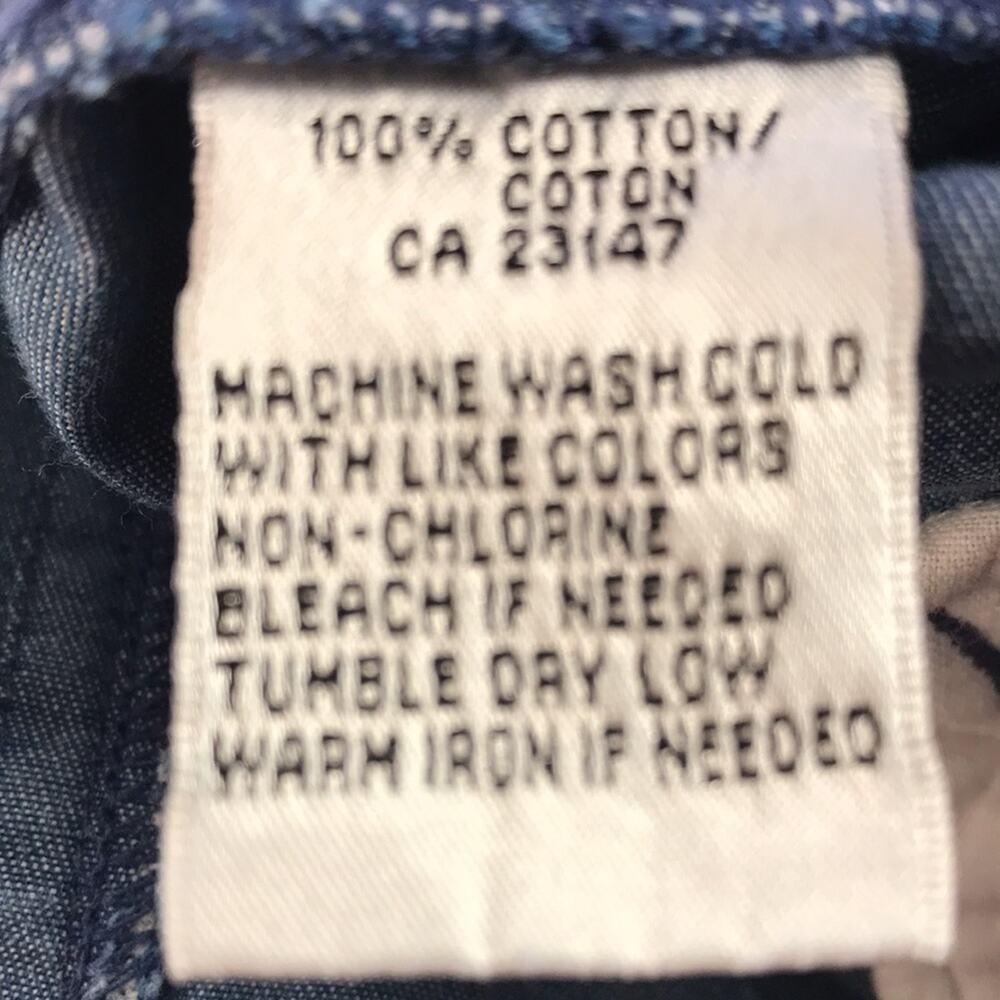 100% COTTON/
COTON
CA 23147
MACHINE WASH COLD
WITH LIKE COLORS
NON-CHLORINE
BLEACH IF NEEDED
TUMBLE DRY LOW
WARM IRON IF NEEDED